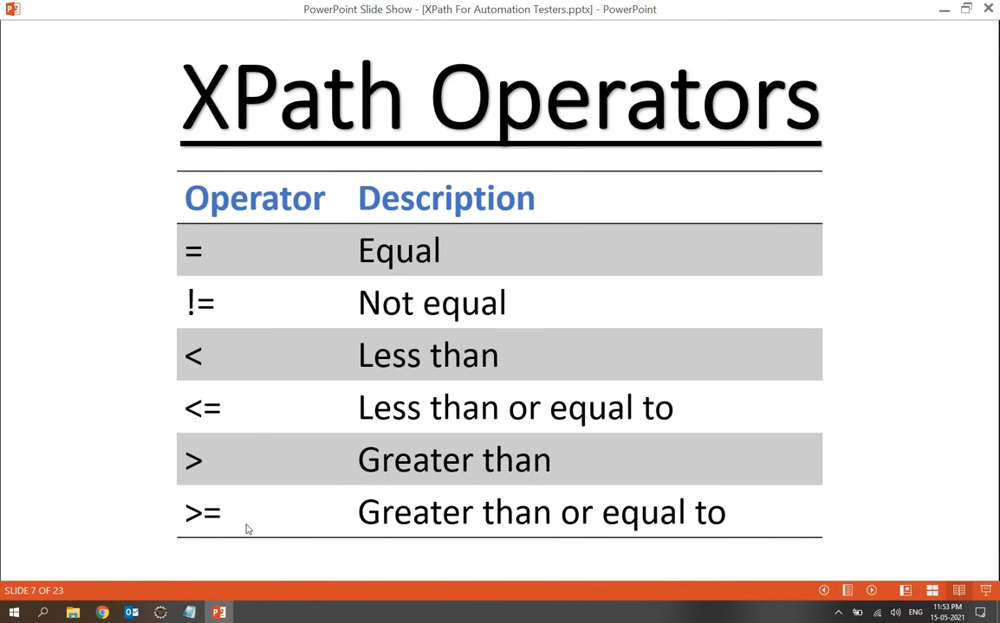 PowerPoint Slide Show - [XPath For Automation Testers.pptx] - PowerPoint
XPath Operators
Operator Description
= Equal
!= Not equal
< Less than
<= Less than or equal to
> Greater than
>= Greater than or equal to
SLIDE 7 OF 23
ENG
11:53 PM
15-05-2021